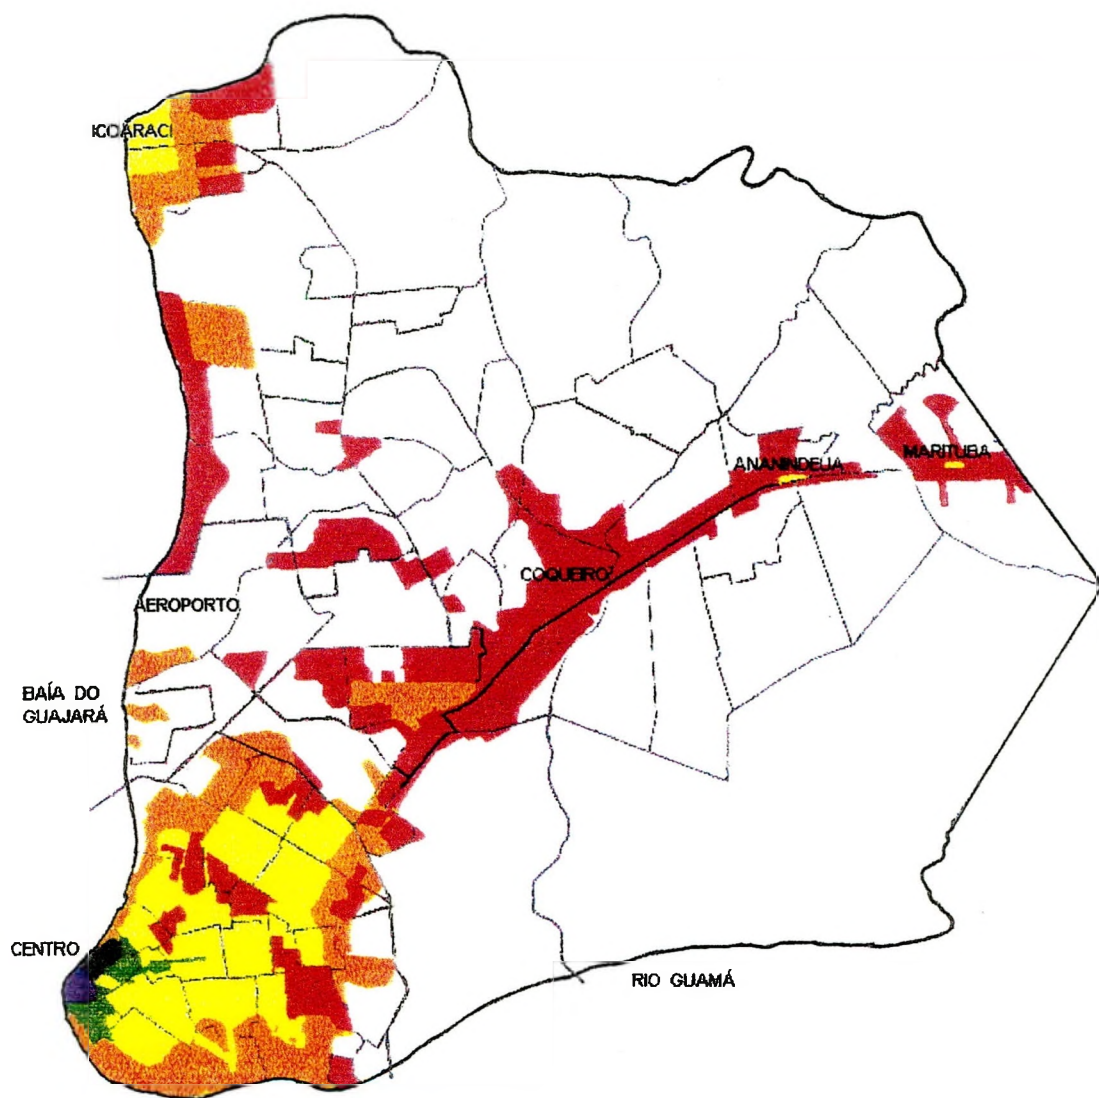 ICOARACI
MARITUBA
ANANINDEUA
COQUEIRO
AEROPORTO
BAÍA DO
GUAJARÁ
CENTRO
RIO GUAMÁ